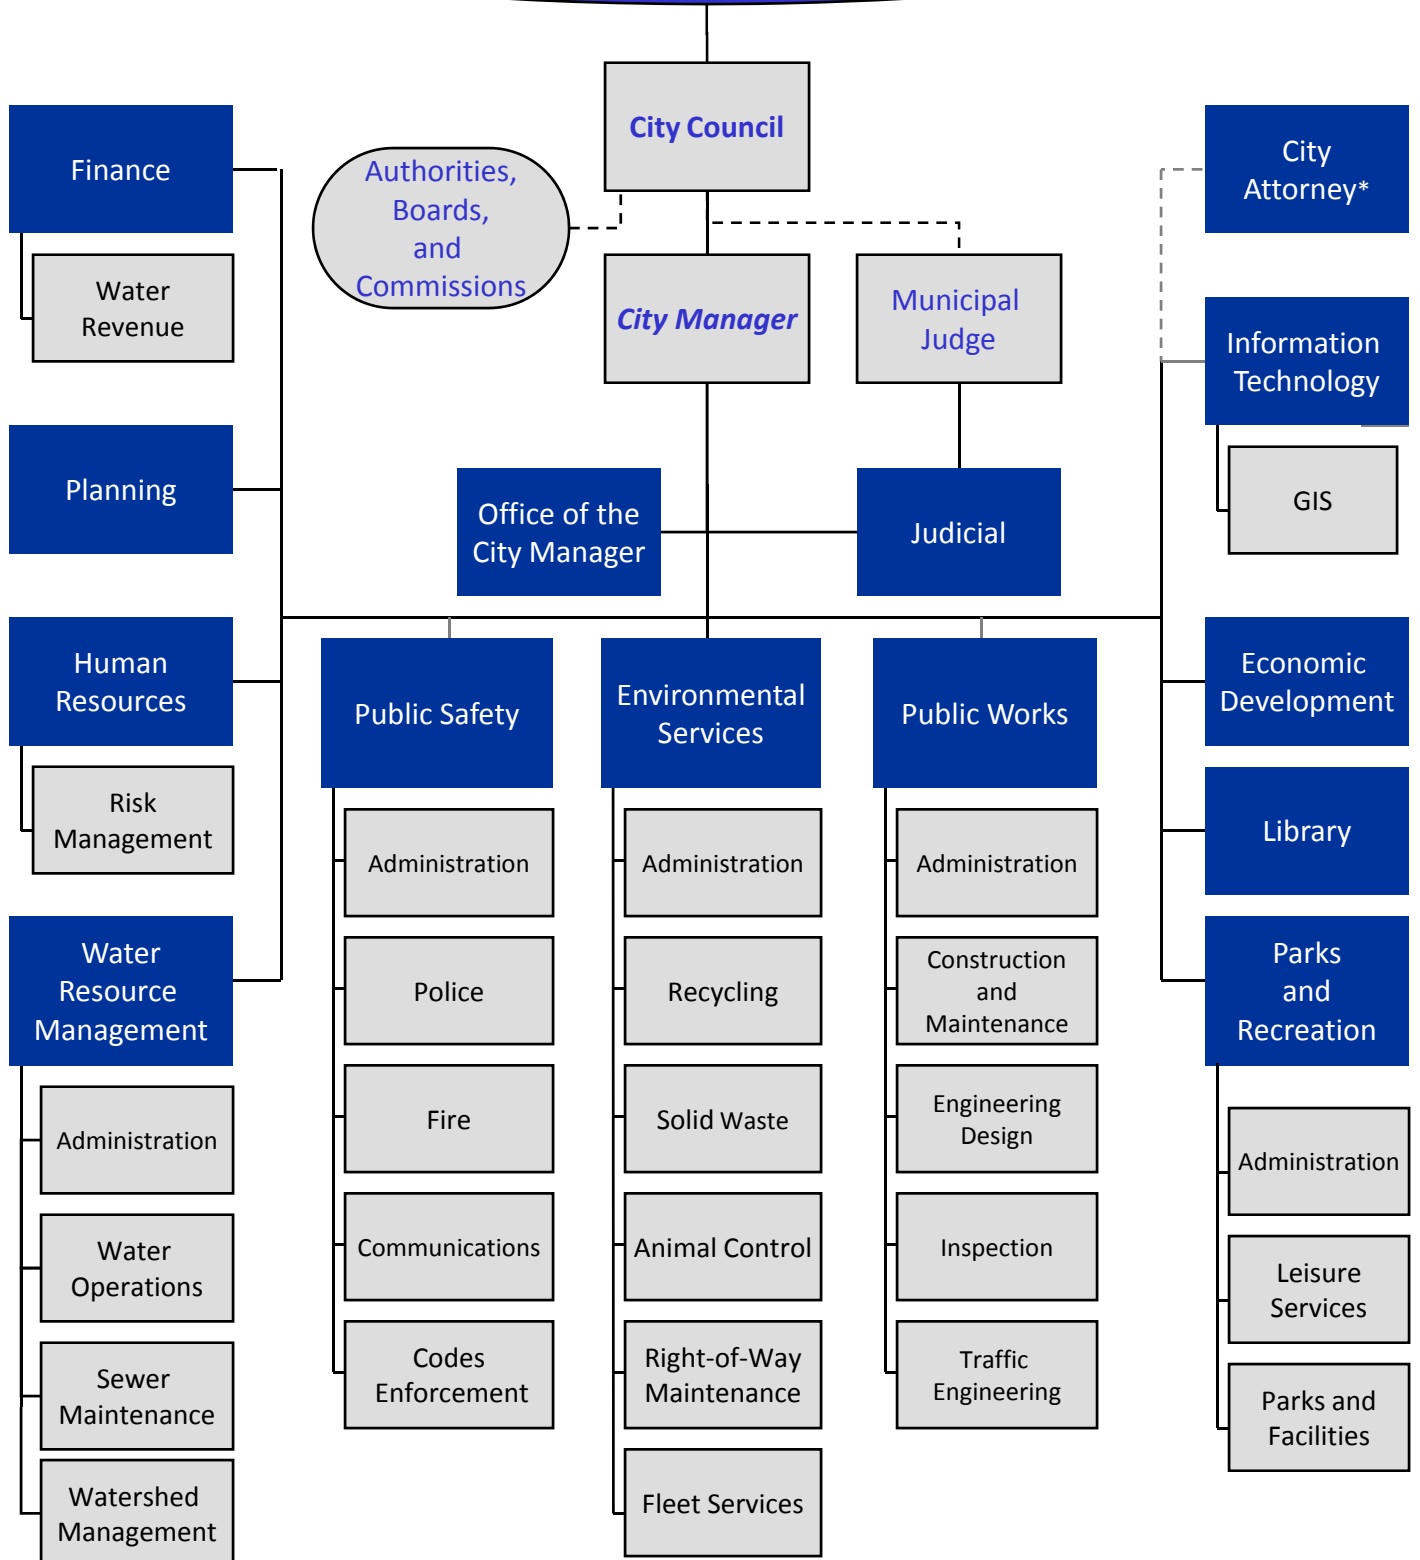 City Council
Authorities,
Boards,
and
Commissions
City Manager
Municipal
Judge
Office of the
City Manager
Judicial
Finance
Water
Revenue
Planning
Human
Resources
Risk
Management
Water
Resource
Management
Administration
Water
Operations
Sewer
Maintenance
Watershed
Management
Public Safety
Administration
Police
Fire
Communications
Codes
Enforcement
Environmental
Services
Administration
Recycling
Solid Waste
Animal Control
Right-of-Way
Maintenance
Fleet Services
Public Works
Administration
Construction
and
Maintenance
Engineering
Design
Inspection
Traffic
Engineering
City
Attorney*
Information
Technology
GIS
Economic
Development
Library
Parks
and
Recreation
Administration
Leisure
Services
Parks and
Facilities